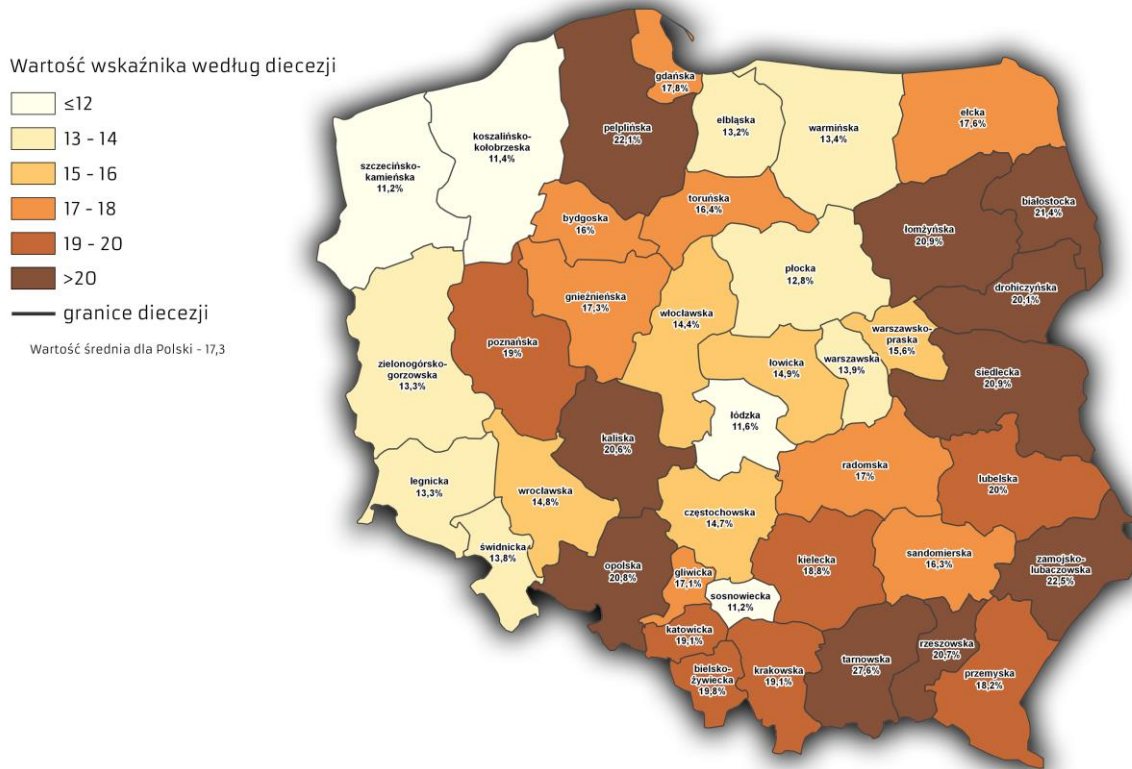 Wartość wskaźnika według diecezji
≤12
13 - 14
15 - 16
17 - 18
19 - 20
>20
granice diecezji
Wartość średnia dla Polski - 17,3
gdańska
17,8%
pelplińska
22,1%
koszalińsko-
kołobrzeska
11,4%
szczecińsko-
kamieńska
11,2%
elbląska
13,2%
warmińska
13,4%
ełcka
17,6%
bydgoska
16%
toruńska
16,4%
łomżyńska
20,9%
białostocka
21,4%
drohiczyńska
20,1%
płocka
12,8%
gnieźnieńska
17,3%
włocławska
14,4%
poznańska
19%
zielonogórsko-
gorzowska
13,3%
łowicka
14,9%
warszawska
13,9%
warszawsko-
praska
15,6%
siedlecka
20,9%
łódzka
11,6%
kaliska
20,6%
legnicka
13,3%
wrocławska
14,8%
świdnicka
13,8%
radomska
17%
lubelska
20%
częstochowska
14,7%
opolska
20,8%
gliwicka
17,1%
sosnowiecka
11,2%
kielecka
18,8%
sandomierska
16,3%
zamojsko-
lubaczowska
22,5%
katowicka
19,1%
bielsko-
żywiecka
19,8%
krakowska
19,1%
tarnowska
27,6%
rzeszowska
20,7%
przemyska
18,2%